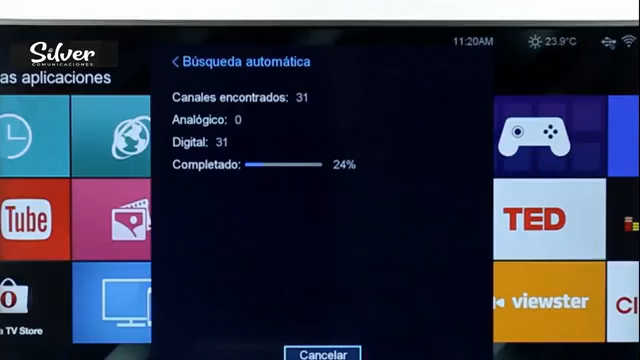 Silver
COMUNICACIONES
11:20AM 23.9°C
as aplicaciones
Búsqueda automática
Canales encontrados: 31
Analógico: 0
Digital: 31
Completado: 24%
Tube
TED
viewster
TV Store
Cancelar